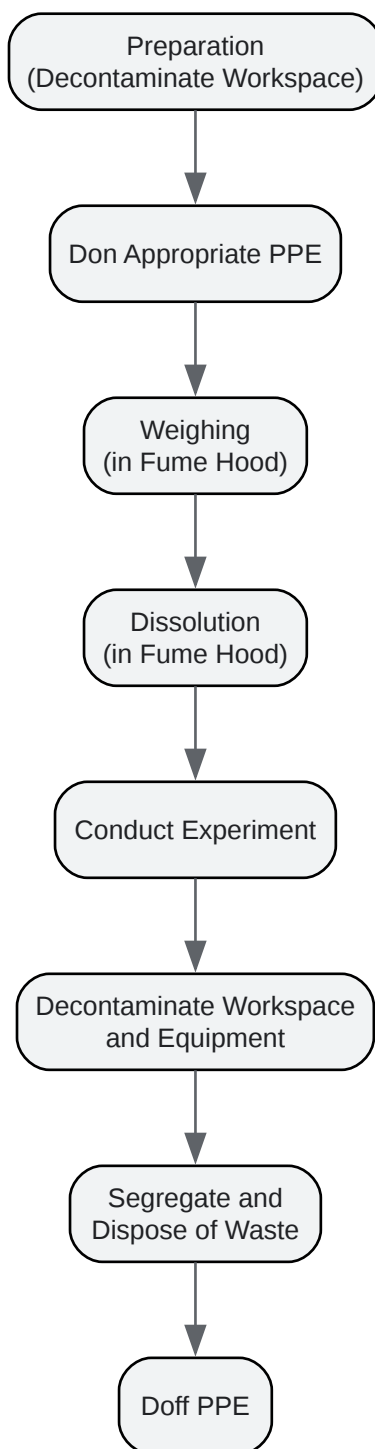 Preparation
(Decontaminate Workspace)
Don Appropriate PPE
Weighing
(in Fume Hood)
Dissolution
(in Fume Hood)
Conduct Experiment
Decontaminate Workspace
and Equipment
Segregate and
Dispose of Waste
Doff PPE